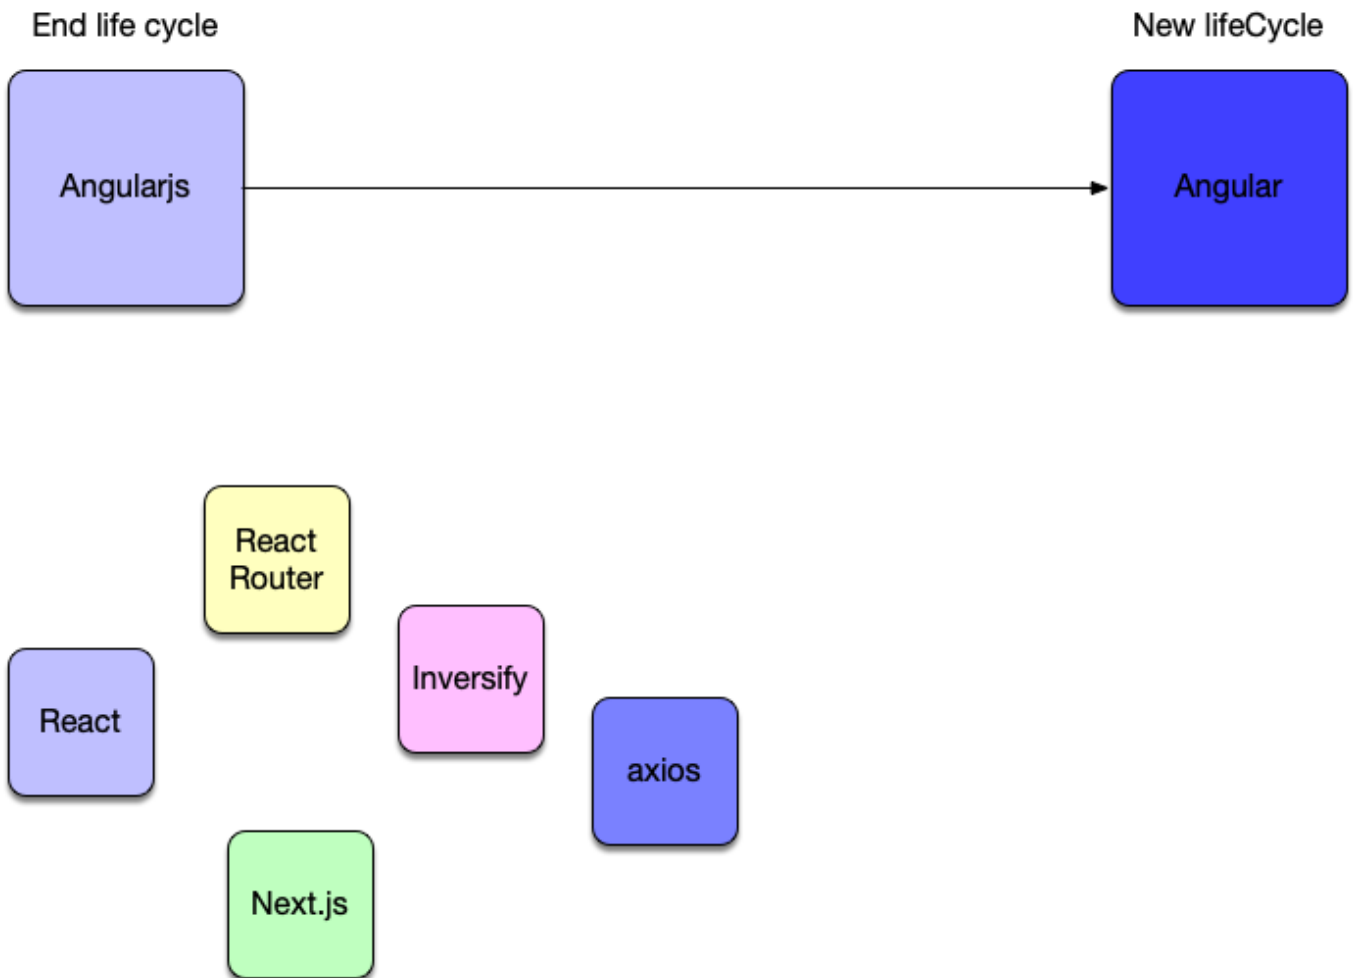 End life cycle
New lifeCycle
Angularjs
Angular
React
Router
Inversify
React
axios
Next.js